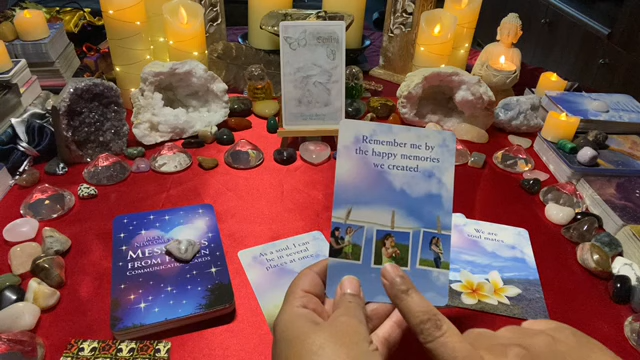 Remember me by
the happy memories
we created.
As a soul, I can
be in several
places at once
We are
soul mates.
MESS
FROM
COMMUNICATION CARDS